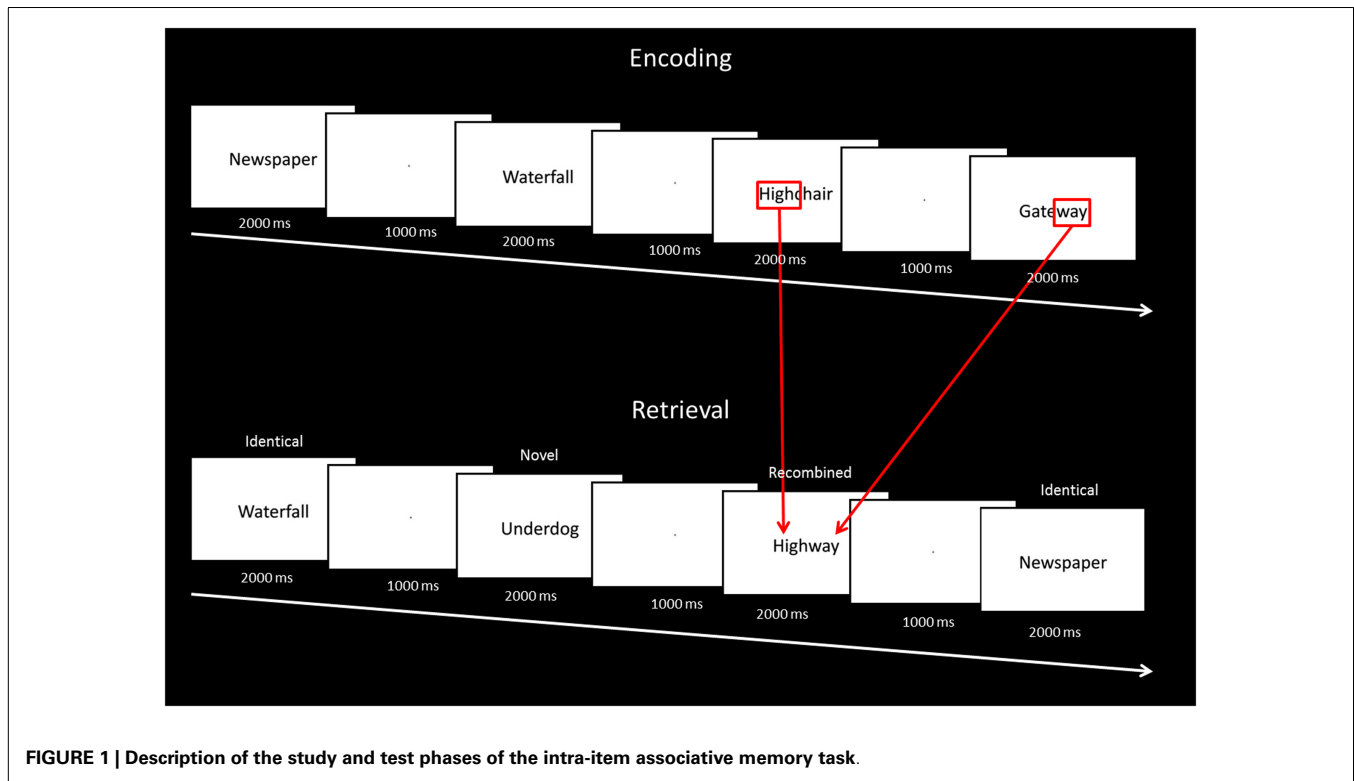 Encoding
Newspaper
2000 ms
1000 ms
Waterfall
2000 ms
1000 ms
Highchair
2000 ms
1000 ms
Gateway
2000 ms
Retrieval
Identical
Waterfall
2000 ms
1000 ms
Novel
Underdog
2000 ms
1000 ms
Recombined
Highway
2000 ms
1000 ms
Identical
Newspaper
2000 ms
FIGURE 1 | Description of the study and test phases of the intra-item associative memory task.